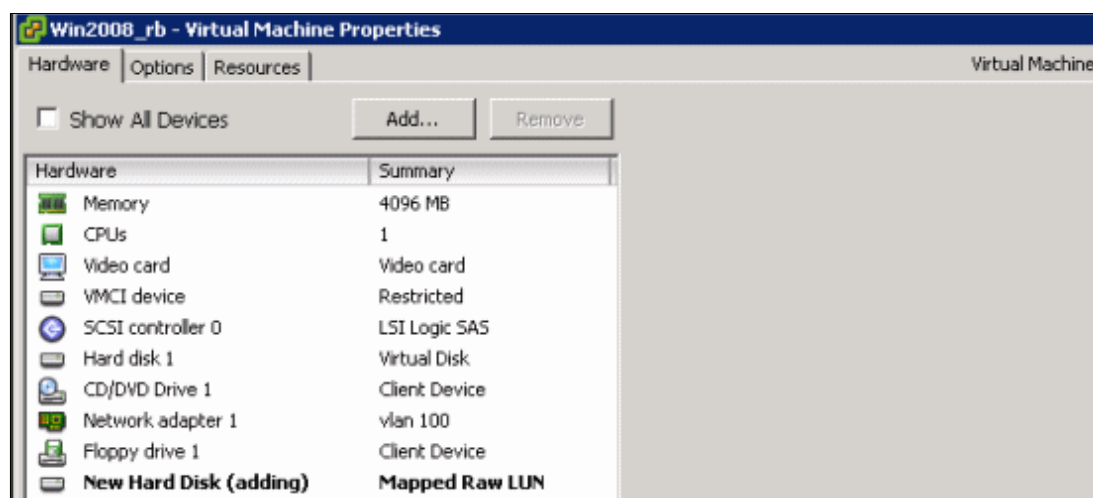 Win2008_rb - Virtual Machine Properties
Hardware Options Resources Virtual Machine
Show All Devices Add... Remove
Hardware Summary
Memory 4096 MB
CPUs 1
Video card Video card
VMCI device Restricted
SCSI controller 0 LSI Logic SAS
Hard disk 1 Virtual Disk
CD/DVD Drive 1 Client Device
Network adapter 1 vlan 100
Floppy drive 1 Client Device
New Hard Disk (adding) Mapped Raw LUN